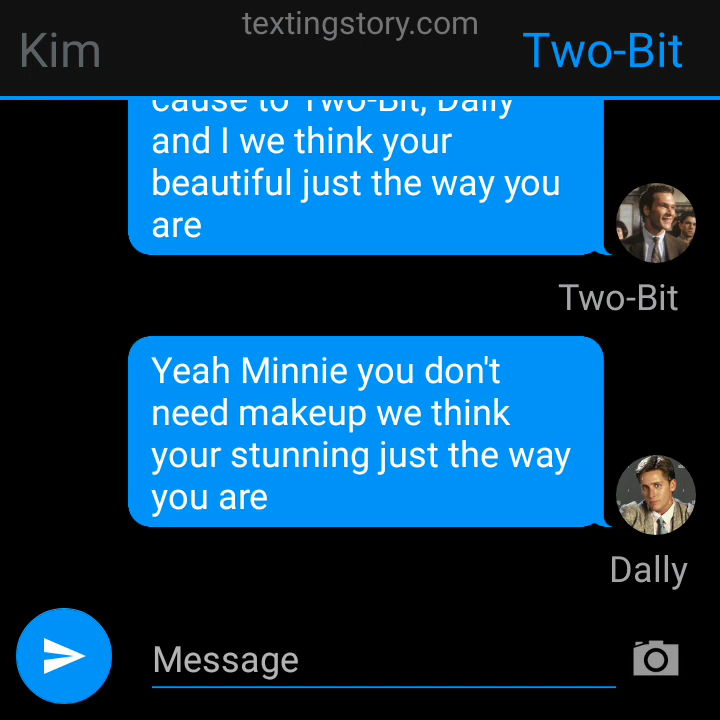 textingstory.com
Kim
Two-Bit
cause to Two-Bit, Dally
and I we think your
beautiful just the way you
are
Two-Bit
Yeah Minnie you don't
need makeup we think
your stunning just the way
you are
Dally
Message